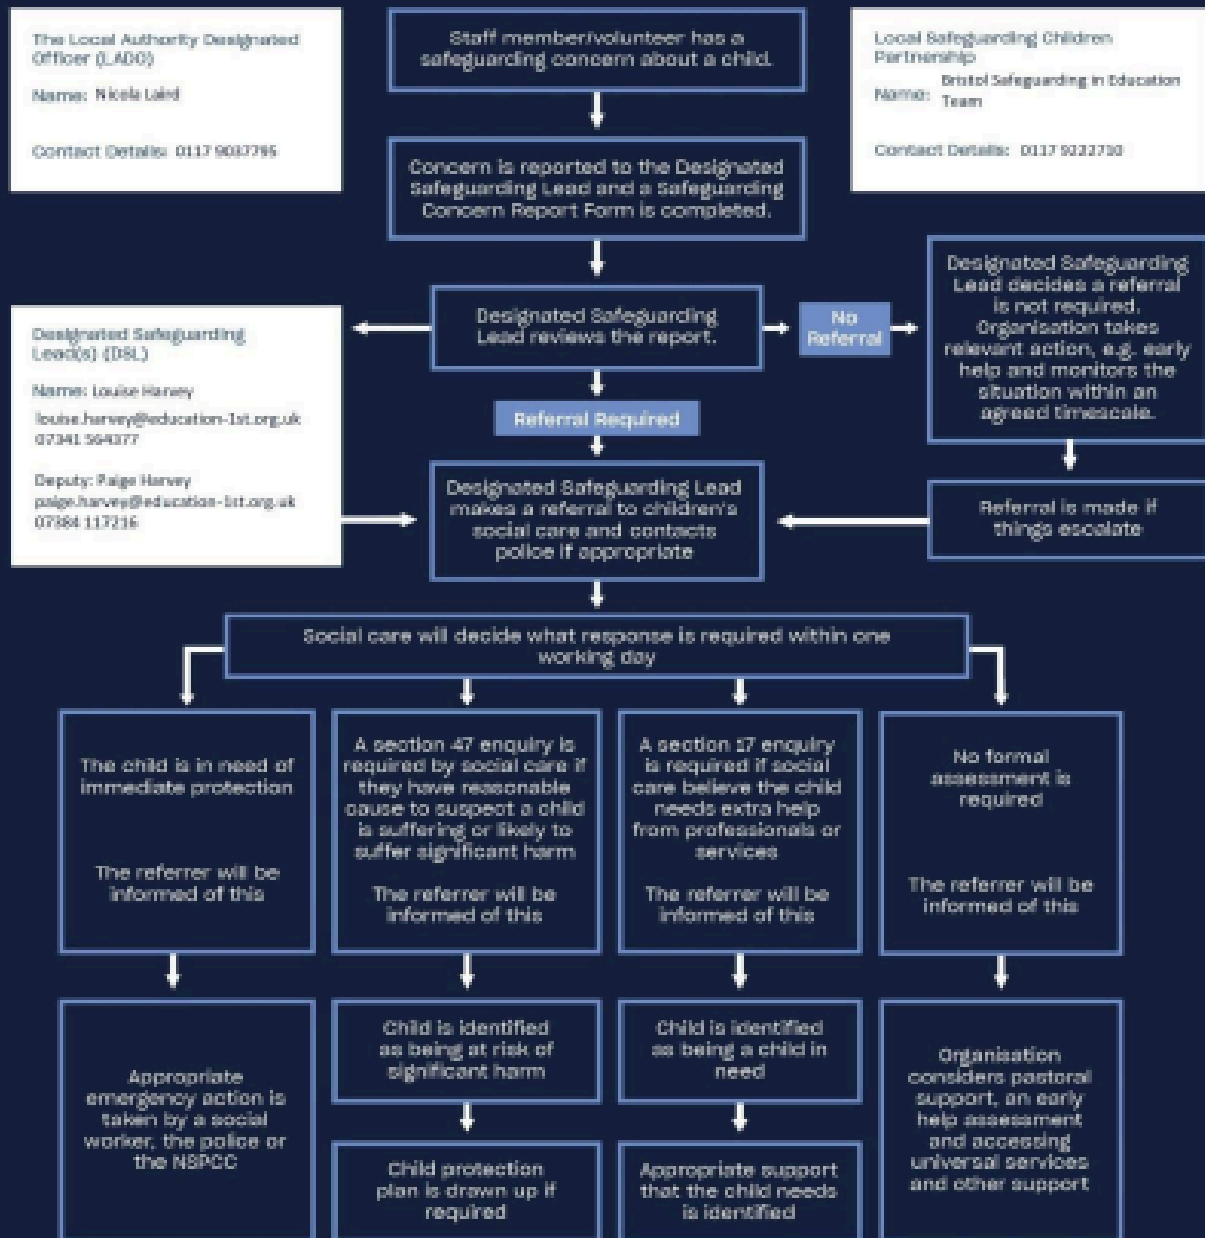 The Local Authority Designated
Officer (LADO)
Name: Nicola Laird
Contact Details: 0117 9037795
Staff member/volunteer has a
safeguarding concern about a child.
Local Safeguarding Children
Partnership
Name: Bristol Safeguarding in Education
Team
Contact Details: 0117 9222710
Concern is reported to the Designated
Safeguarding Lead and a Safeguarding
Concern Report Form is completed.
Designated Safeguarding
Lead reviews the report.
No
Referral
Designated Safeguarding
Lead decides a referral
is not required.
Organisation takes
relevant action, e.g. early
help and monitors the
situation within an
agreed timescale.
Designated Safeguarding
Lead(s) (DSL)
Name: Louise Harvey
louise.harvey@education-1st.org.uk
07341 564377
Deputy: Paige Harvey
paige.harvey@education-1st.org.uk
07384 117216
Referral Required
Designated Safeguarding Lead
makes a referral to children's
social care and contacts
police if appropriate
Referral is made if
things escalate
Social care will decide what response is required within one
working day
The child is in need of
immediate protection
The referrer will be
informed of this
A section 47 enquiry is
required by social care if
they have reasonable
cause to suspect a child
is suffering or likely to
suffer significant harm
The referrer will be
informed of this
A section 17 enquiry
is required if social
care believe the child
needs extra help
from professionals or
services
The referrer will be
informed of this
No formal
assessment is
required
The referrer will be
informed of this
Appropriate
emergency action is
taken by a social
worker, the police or
the NSPCC
Child is identified
as being at risk of
significant harm
Child protection
plan is drawn up if
required
Child is identified
as being a child in
need
Appropriate support
that the child needs
is identified
Organisation
considers pastoral
support, an early
help assessment
and accessing
universal services
and other support